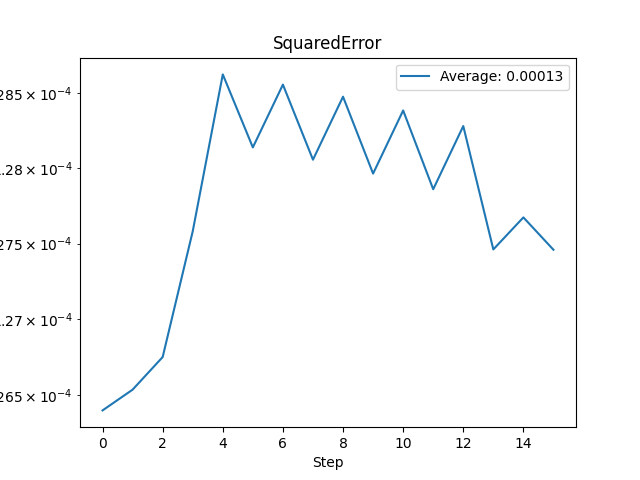 SquaredError
Average: 0.00013
285 × 10⁻⁴
.28 × 10⁻⁴
275 × 10⁻⁴
.27 × 10⁻⁴
265 × 10⁻⁴
0 2 4 6 8 10 12 14
Step